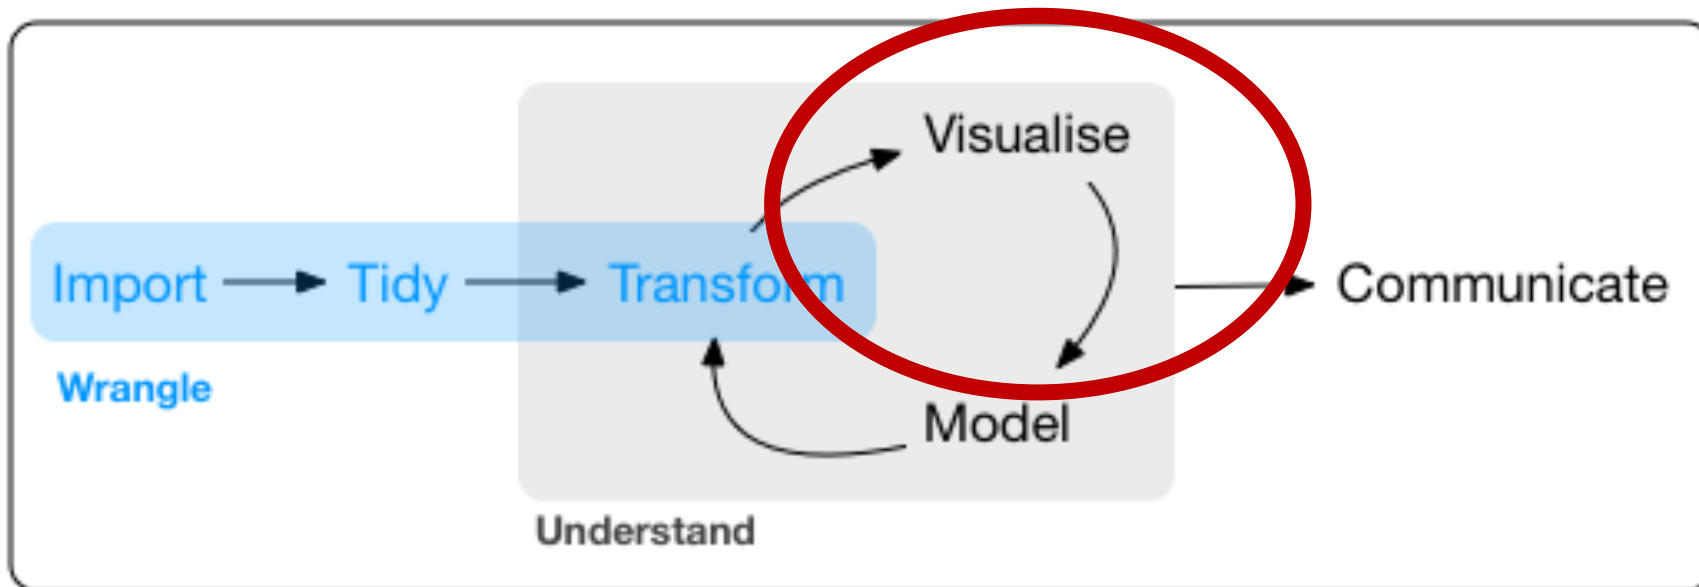 Visualise
Import Tidy Transform Communicate
Wrangle
Model
Understand